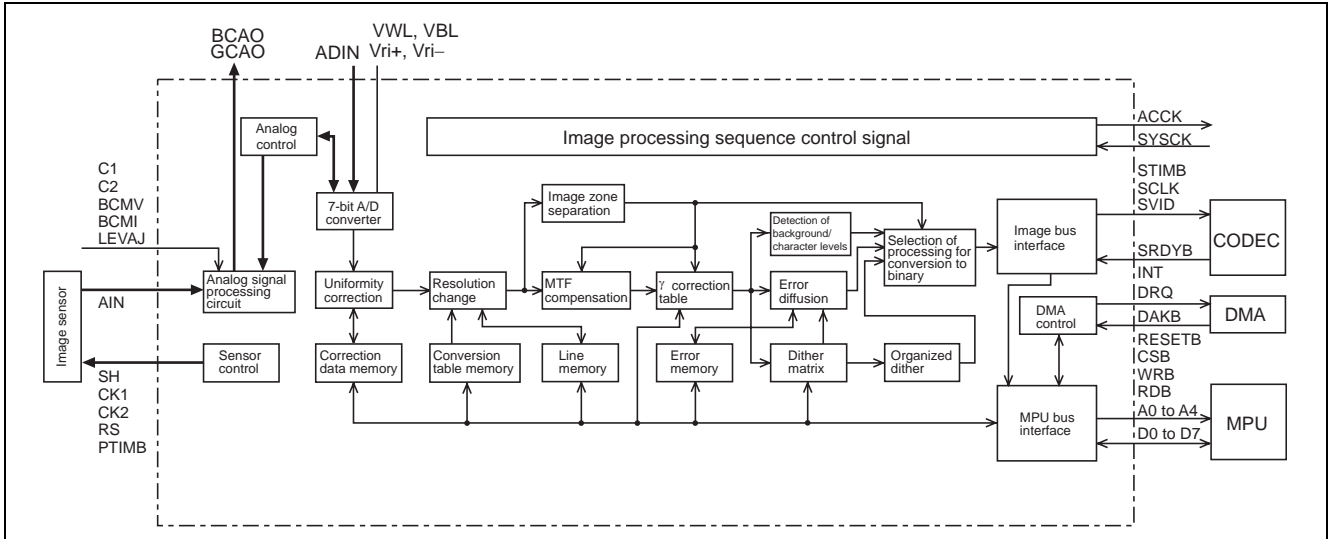 BCAO
GCAO
ADIN
VWL, VBL
Vri+, Vri–
Analog
control
Image processing sequence control signal
ACCK
SYSCK
C1
C2
BCMV
BCMI
LEVAJ
7-bit A/D
converter
Image zone
separation
Detection of
background/
character levels
Selection of
processing for
conversion to
binary
Image bus
interface
STIMB
SCLK
SVID
SRDYB
CODEC
Image sensor
AIN
Analog signal
processing
circuit
Uniformity
correction
Resolution
change
MTF
compensation
γ correction
table
Error
diffusion
INT
DRQ
DAKB
DMA
control
DMA
Sensor
control
Correction
data memory
Conversion
table memory
Line
memory
Error
memory
Dither
matrix
Organized
dither
RESETB
CSB
WRB
RDB
SH
CK1
CK2
RS
PTIMB
MPU bus
interface
A0 to A4
D0 to D7
MPU